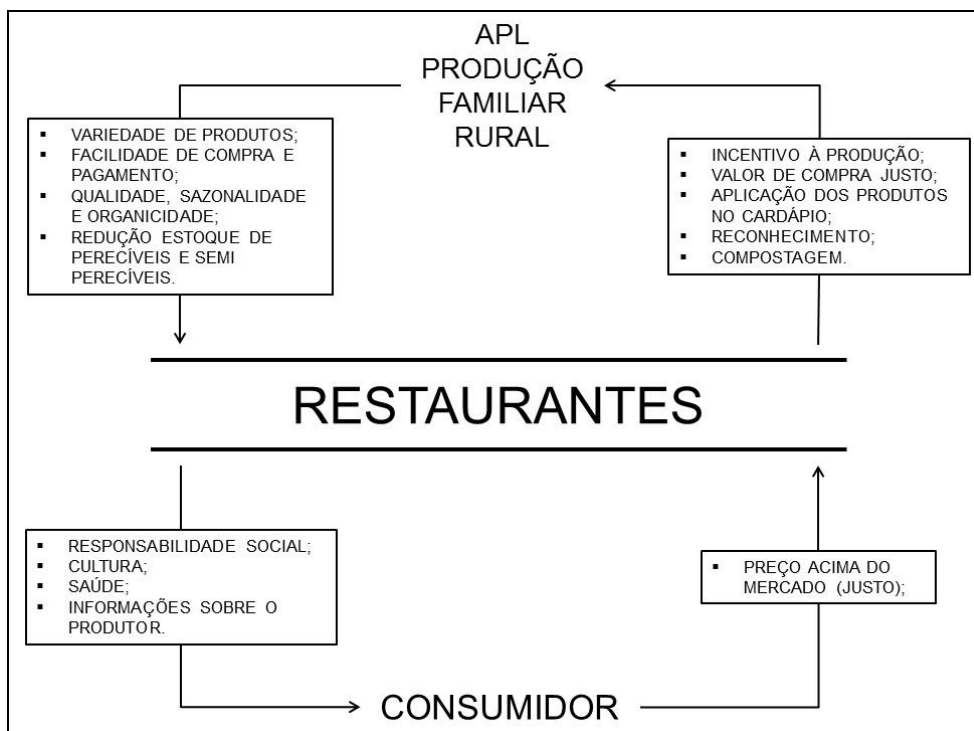 APL
PRODUÇÃO
FAMILIAR
RURAL
▪ VARIEDADE DE PRODUTOS;
▪ FACILIDADE DE COMPRA E
PAGAMENTO;
▪ QUALIDADE, SAZONALIDADE
E ORGANICIDADE;
▪ REDUÇÃO ESTOQUE DE
PERECÍVEIS E SEMI
PERECÍVEIS.
▪ INCENTIVO À PRODUÇÃO;
▪ VALOR DE COMPRA JUSTO;
▪ APLICAÇÃO DOS PRODUTOS
NO CARDÁPIO;
▪ RECONHECIMENTO;
▪ COMPOSTAGEM.
RESTAURANTES
▪ RESPONSABILIDADE SOCIAL;
▪ CULTURA;
▪ SAÚDE;
▪ INFORMAÇÕES SOBRE O
PRODUTOR.
▪ PREÇO ACIMA DO
MERCADO (JUSTO);
CONSUMIDOR